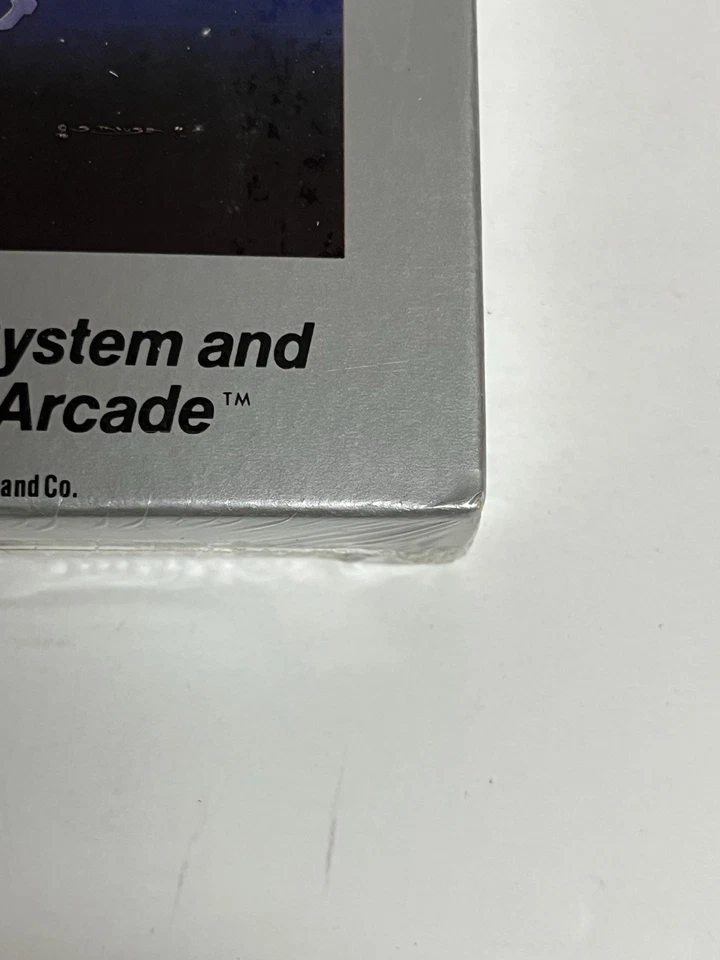 ystem and
Arcade™
and Co.